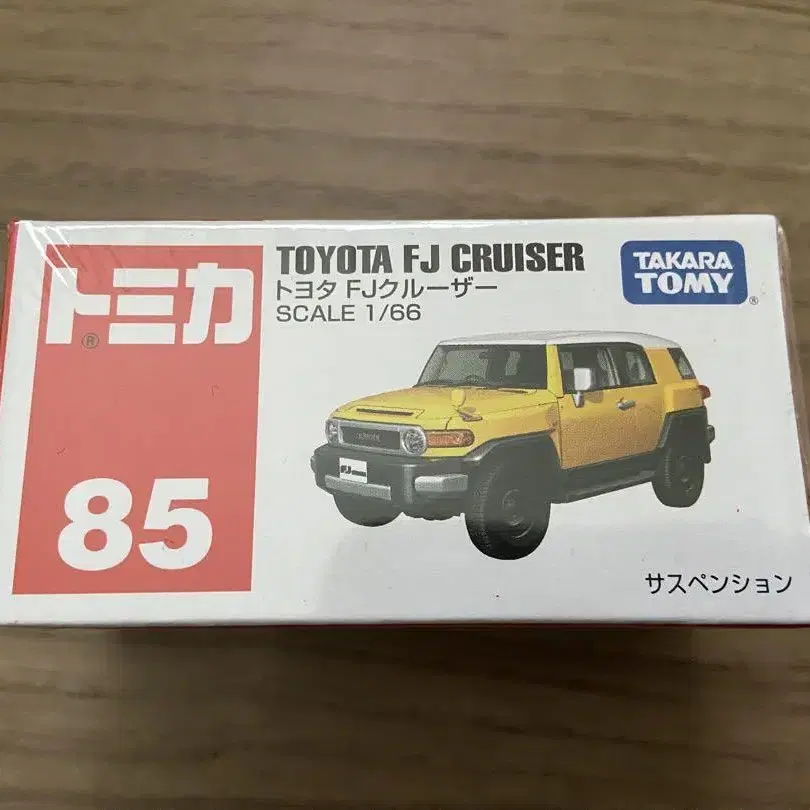 トミカ®
85
TOYOTA FJ CRUISER
トヨタ FJクルーザー
SCALE 1/66
TAKARA
TOMY®
サスペンション